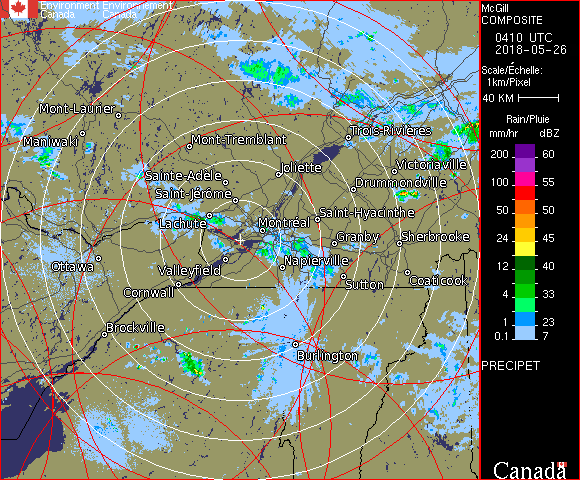 Environment Environnement
Canada Canada
Mont-Laurier
Maniwaki
Mont-Tremblant
Trois-Rivières
Sainte-Adèle
Joliette
Victoriaville
Saint-Jérôme
Drummondville
Lachute
Montréal
Saint-Hyacinthe
Granby
Sherbrooke
Ottawa
Valleyfield
Napierville
Cornwall
Sutton
Coaticook
Brockville
Burlington
McGill
COMPOSITE
0410 UTC
2018-05-26
Scale/Échelle:
1km/Pixel
40 KM
Rain/Pluie
mm/hr dBZ
200 60
100 55
50 50
24 45
12 40
4 33
1 23
0.1 7
PRECIPET
Canada